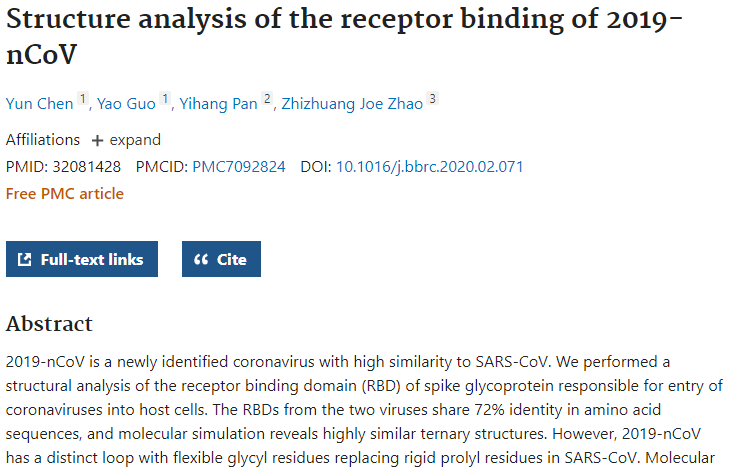 Structure analysis of the receptor binding of 2019-
nCoV
Yun Chen 1, Yao Guo 1, Yihang Pan 2, Zhizhuang Joe Zhao 3
Affiliations + expand
PMID: 32081428 PMCID: PMC7092824 DOI: 10.1016/j.bbrc.2020.02.071
Free PMC article
Full-text links Cite
Abstract
2019-nCoV is a newly identified coronavirus with high similarity to SARS-CoV. We performed a
structural analysis of the receptor binding domain (RBD) of spike glycoprotein responsible for entry of
coronaviruses into host cells. The RBDs from the two viruses share 72% identity in amino acid
sequences, and molecular simulation reveals highly similar ternary structures. However, 2019-nCoV
has a distinct loop with flexible glycyl residues replacing rigid prolyl residues in SARS-CoV. Molecular